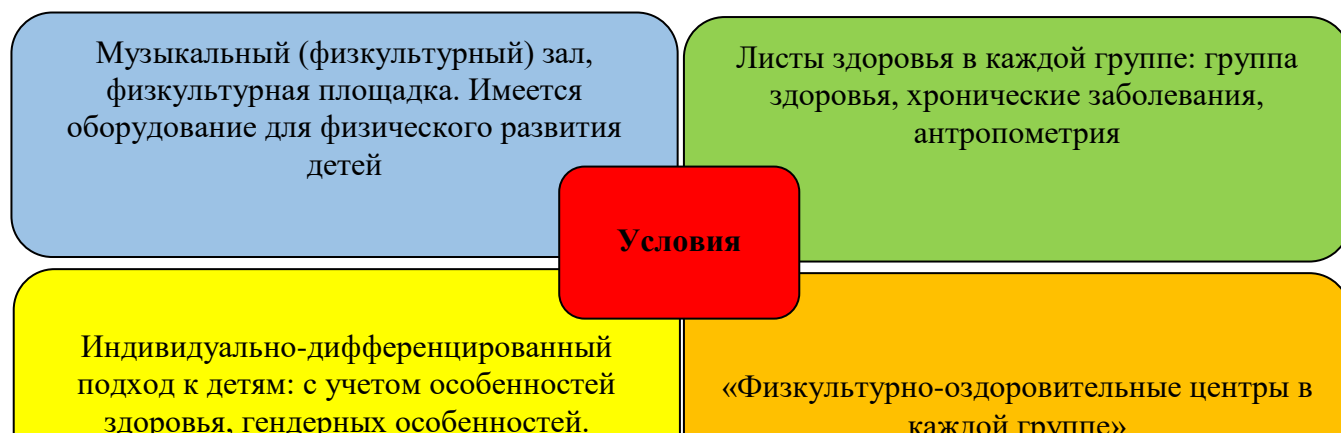 Музыкальный (физкультурный) зал,
физкультурная площадка. Имеется
оборудование для физического развития
детей
Листы здоровья в каждой группе: группа
здоровья, хронические заболевания,
антропометрия
Условия
Индивидуально-дифференцированный
подход к детям: с учетом особенностей
здоровья, гендерных особенностей.
«Физкультурно-оздоровительные центры в
каждой группе»